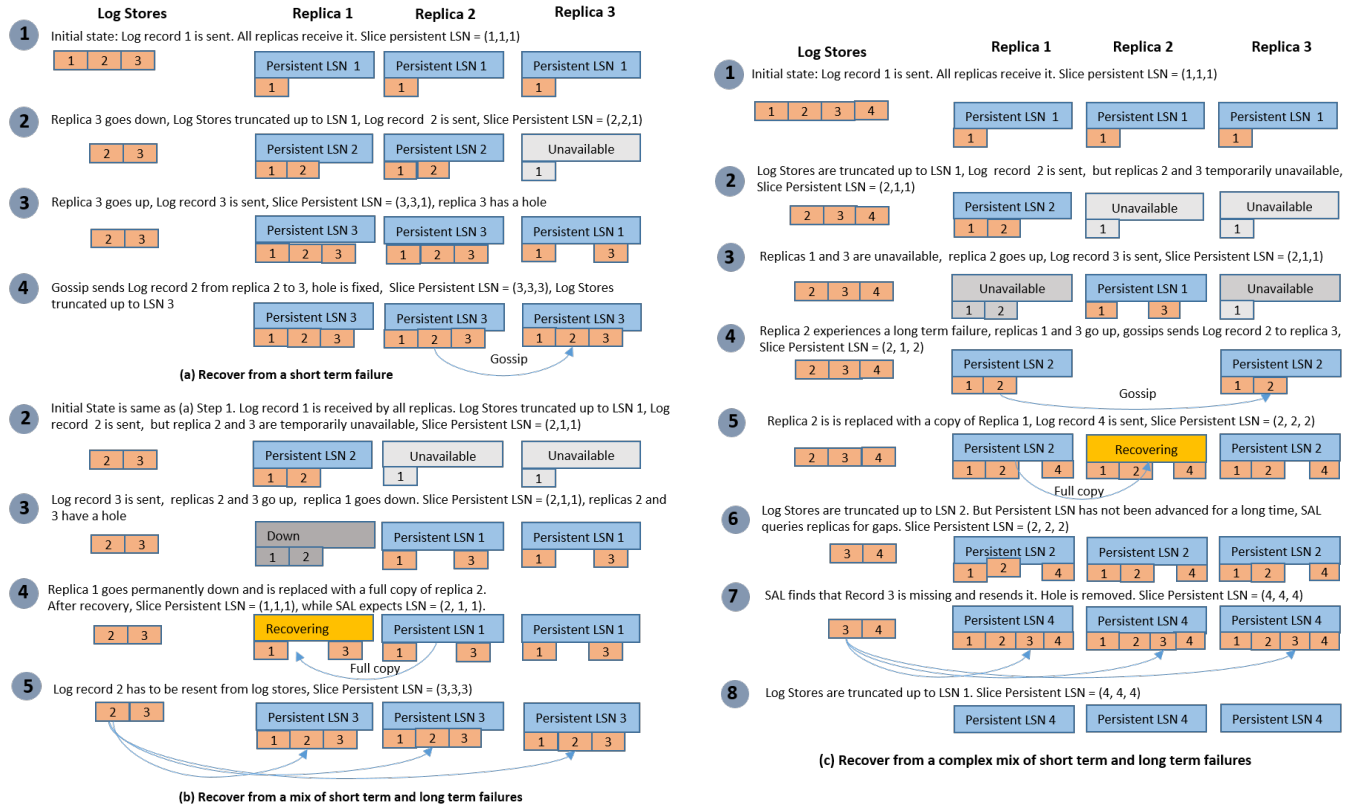 Log Stores Replica 1 Replica 2 Replica 3
1 Initial state: Log record 1 is sent. All replicas receive it. Slice persistent LSN = (1,1,1)
1 2 3 Persistent LSN 1 Persistent LSN 1 Persistent LSN 1
1 1 1
2 Replica 3 goes down, Log Stores truncated up to LSN 1, Log record 2 is sent, Slice Persistent LSN = (2,2,1)
2 3 Persistent LSN 2 Persistent LSN 2 Unavailable
1 2 1 2 1
3 Replica 3 goes up, Log record 3 is sent, Slice Persistent LSN = (3,3,1), replica 3 has a hole
2 3 Persistent LSN 3 Persistent LSN 3 Persistent LSN 1
1 2 3 1 2 3 1 3
4 Gossip sends Log record 2 from replica 2 to 3, hole is fixed, Slice Persistent LSN = (3,3,3), Log Stores
truncated up to LSN 3
Persistent LSN 3 Persistent LSN 3 Persistent LSN 3
1 2 3 1 2 3 1 2 3
Gossip
(a) Recover from a short term failure
2 Initial State is same as (a) Step 1. Log record 1 is received by all replicas. Log Stores truncated up to LSN 1, Log
record 2 is sent, but replica 2 and 3 are temporarily unavailable, Slice Persistent LSN = (2,1,1)
2 3 Persistent LSN 2 Unavailable Unavailable
1 2 1 1
3 Log record 3 is sent, replicas 2 and 3 go up, replica 1 goes down. Slice Persistent LSN = (2,1,1), replicas 2 and
3 have a hole
2 3 Down Persistent LSN 1 Persistent LSN 1
1 2 1 3 1 3
4 Replica 1 goes permanently down and is replaced with a full copy of replica 2.
After recovery, Slice Persistent LSN = (1,1,1), while SAL expects LSN = (2, 1, 1).
2 3 Recovering Persistent LSN 1 Persistent LSN 1
1 3 1 3 1 3
Full copy
5 Log record 2 has to be resent from log stores, Slice Persistent LSN = (3,3,3)
2 3 Persistent LSN 3 Persistent LSN 3 Persistent LSN 3
1 2 3 1 2 3 1 2 3
(b) Recover from a mix of short term and long term failures
Log Stores Replica 1 Replica 2 Replica 3
1 Initial state: Log record 1 is sent. All replicas receive it. Slice persistent LSN = (1,1,1)
1 2 3 4 Persistent LSN 1 Persistent LSN 1 Persistent LSN 1
1 1 1
2 Log Stores are truncated up to LSN 1, Log record 2 is sent, but replicas 2 and 3 temporarily unavailable,
Slice Persistent LSN = (2,1,1)
2 3 4 Persistent LSN 2 Unavailable Unavailable
1 2 1 1
3 Replicas 1 and 3 are unavailable, replica 2 goes up, Log record 3 is sent, Slice Persistent LSN = (2,1,1)
2 3 4 Unavailable Persistent LSN 1 Unavailable
1 2 1 3 1
4 Replica 2 experiences a long term failure, replicas 1 and 3 go up, gossips sends Log record 2 to replica 3,
Slice Persistent LSN = (2, 1, 2)
2 3 4 Persistent LSN 2 Persistent LSN 2
1 2 1 2
Gossip
5 Replica 2 is is replaced with a copy of Replica 1, Log record 4 is sent, Slice Persistent LSN = (2, 2, 2)
2 3 4 Persistent LSN 2 Recovering Persistent LSN 2
1 2 4 1 2 4 1 2 4
Full copy
6 Log Stores are truncated up to LSN 2. But Persistent LSN has not been advanced for a long time, SAL
queries replicas for gaps. Slice Persistent LSN = (2, 2, 2)
3 4 Persistent LSN 2 Persistent LSN 2 Persistent LSN 2
1 2 4 1 2 4 1 2 4
7 SAL finds that Record 3 is missing and resends it. Hole is removed. Slice Persistent LSN = (4, 4, 4)
3 4 Persistent LSN 4 Persistent LSN 4 Persistent LSN 4
1 2 3 4 1 2 3 4 1 2 3 4
8 Log Stores are truncated up to LSN 1. Slice Persistent LSN = (4, 4, 4)
Persistent LSN 4 Persistent LSN 4 Persistent LSN 4
(c) Recover from a complex mix of short term and long term failures